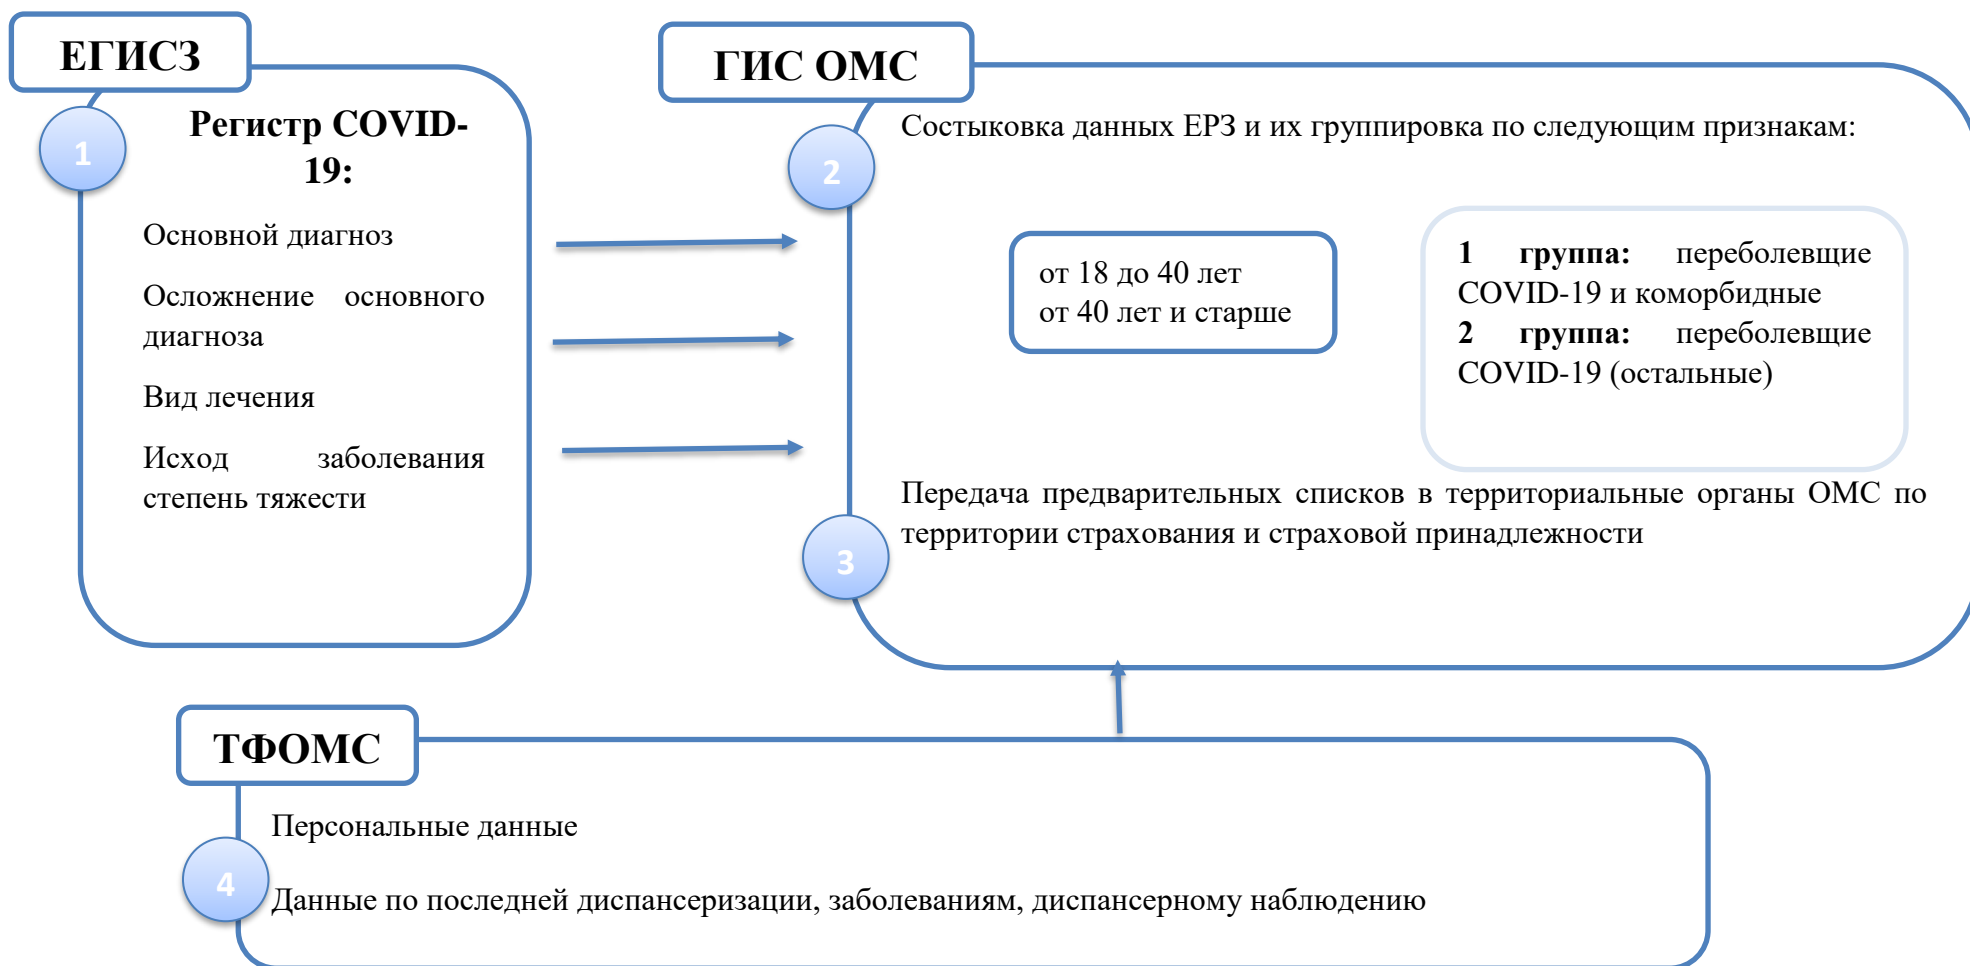 ЕГИСЗ
1
Регистр COVID-
19:
Основной диагноз
Осложнение основного
диагноза
Вид лечения
Исход заболевания
степень тяжести
ГИС ОМС
2
Состыковка данных ЕРЗ и их группировка по следующим признакам:
от 18 до 40 лет
от 40 лет и старше
1 группа: переболевщие
COVID-19 и коморбидные
2 группа: переболевщие
COVID-19 (остальные)
3
Передача предварительных списков в территориальные органы ОМС по
территории страхования и страховой принадлежности
ТФОМС
4
Персональные данные
Данные по последней диспансеризации, заболеваниям, диспансерному наблюдению